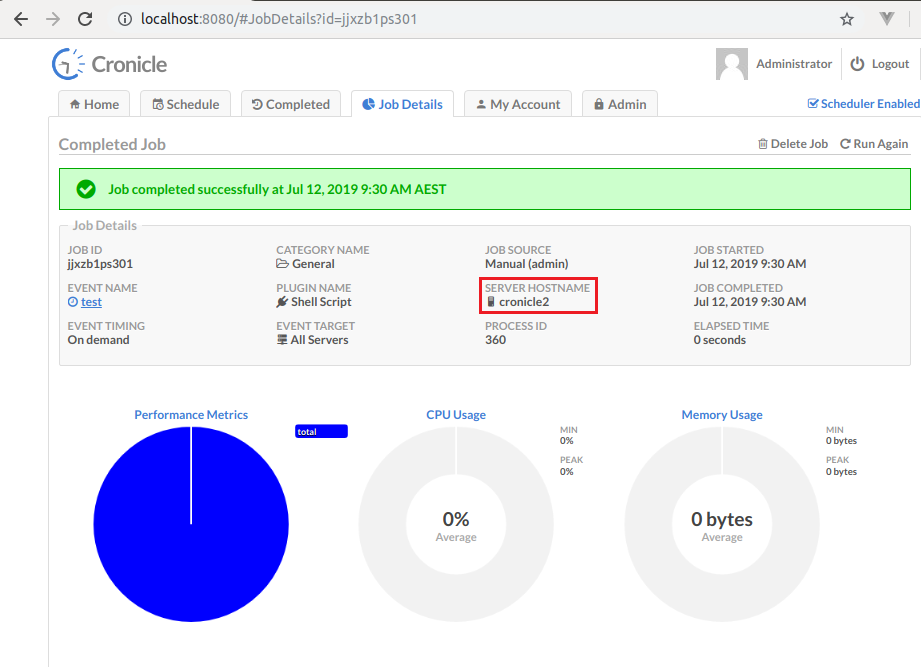 localhost:8080/#JobDetails?id=jjxzb1ps301
Cronicle
Administrator
Logout
Home
Schedule
Completed
Job Details
My Account
Admin
Scheduler Enabled
Completed Job
Delete Job
Run Again
Job completed successfully at Jul 12, 2019 9:30 AM AEST
Job Details
JOB ID
jjxzb1ps301
CATEGORY NAME
General
JOB SOURCE
Manual (admin)
JOB STARTED
Jul 12, 2019 9:30 AM
EVENT NAME
test
PLUGIN NAME
Shell Script
SERVER HOSTNAME
cronicle2
JOB COMPLETED
Jul 12, 2019 9:30 AM
EVENT TIMING
On demand
EVENT TARGET
All Servers
PROCESS ID
360
ELAPSED TIME
0 seconds
Performance Metrics
total
CPU Usage
MIN
0%
PEAK
0%
0%
Average
Memory Usage
MIN
0 bytes
PEAK
0 bytes
0 bytes
Average